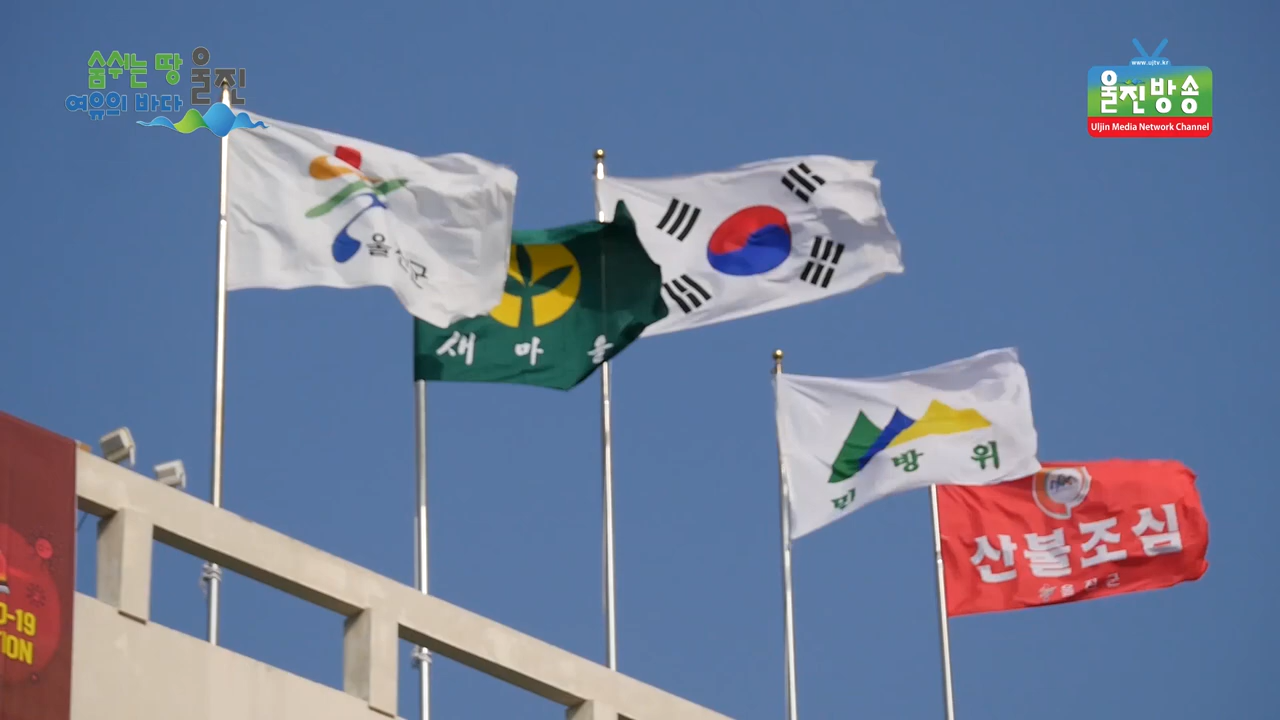 숨쉬는 땅 울진
여유의 바다
www.ujtv.kr
울진방송
Uljin Media Network Channel
울진군
새마을
민방위
산불조심
울진군
-19
ION